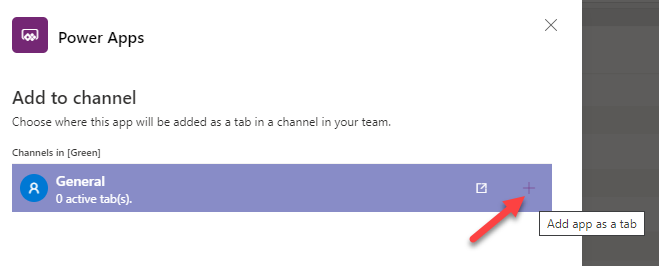 Power Apps
Add to channel
Choose where this app will be added as a tab in a channel in your team.
Channels in [Green]
General
0 active tab(s).
Add app as a tab